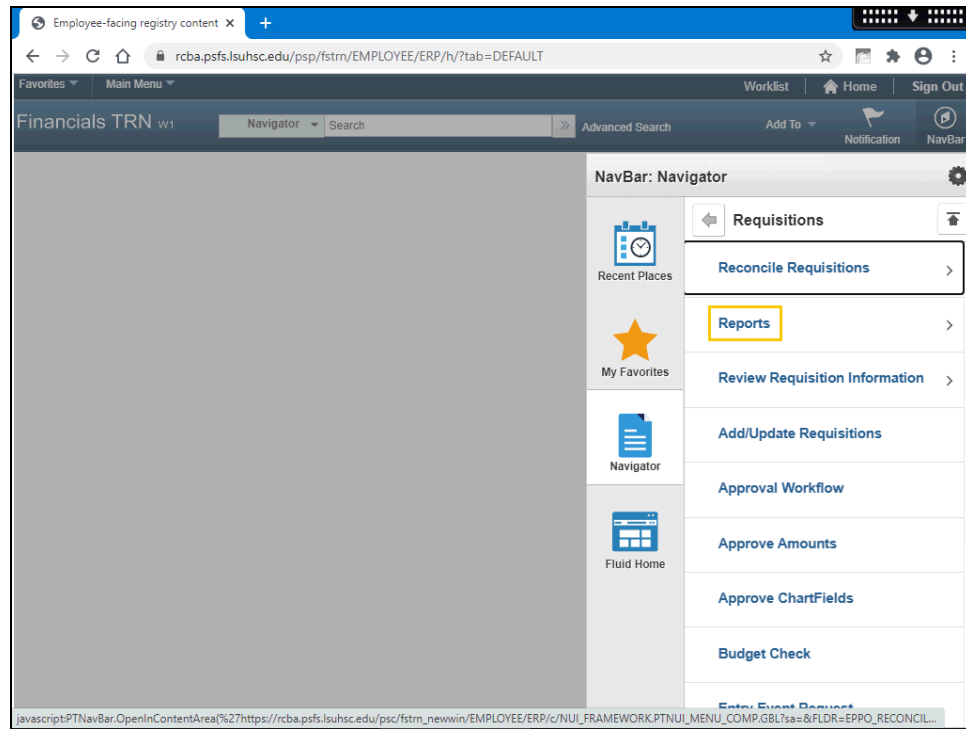 Employee-facing registry content
rcba.psfs.lsuhsc.edu/psp/fstrn/EMPLOYEE/ERP/h/?tab=DEFAULT
Favorites Main Menu Worklist Home Sign Out
Financials TRN W1 Navigator Search Advanced Search Add To Notification NavBar
NavBar: Navigator
Requisitions
Recent Places
Reconcile Requisitions
Reports
My Favorites
Review Requisition Information
Add/Update Requisitions
Navigator
Approval Workflow
Approve Amounts
Fluid Home
Approve ChartFields
Budget Check
Entry Event Request
javascript:PTNavBar.OpenInContentArea(%27https://rcba.psfs.lsuhsc.edu/psc/fstrn_newwin/EMPLOYEE/ERP/c/NUI_FRAMEWORK.PTNUI_MENU_COMP.GBL?sa=&FLDR=EPPO_RECONCIL...